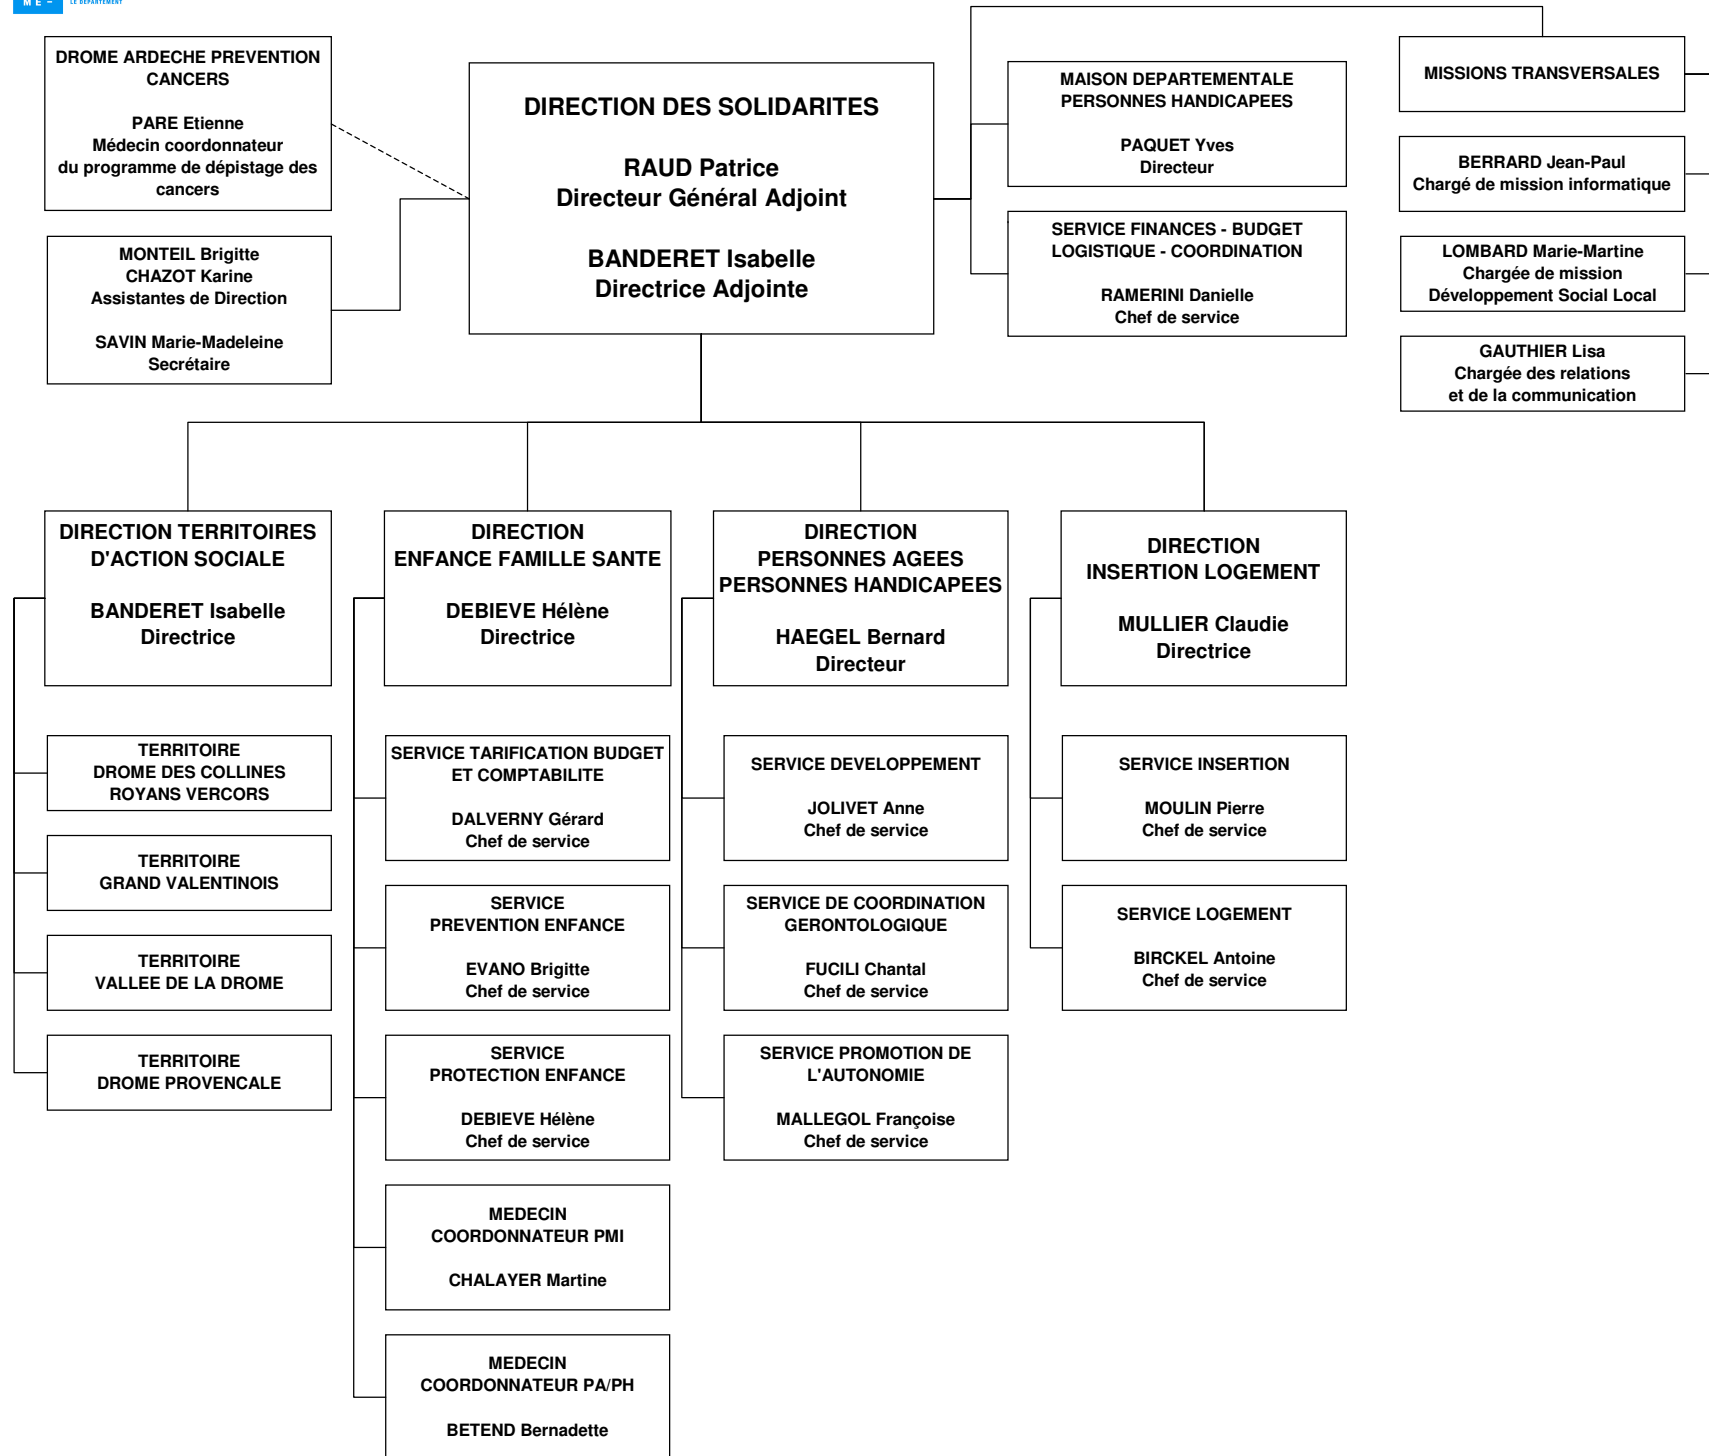 M E
LE DEPARTEMENT
DROME ARDECHE PREVENTION
CANCERS
PARE Etienne
Médecin coordonnateur
du programme de dépistage des
cancers
MONTEIL Brigitte
CHAZOT Karine
Assistantes de Direction
SAVIN Marie-Madeleine
Secrétaire
DIRECTION DES SOLIDARITES
RAUD Patrice
Directeur Général Adjoint
BANDERET Isabelle
Directrice Adjointe
MAISON DEPARTEMENTALE
PERSONNES HANDICAPEES
PAQUET Yves
Directeur
SERVICE FINANCES - BUDGET
LOGISTIQUE - COORDINATION
RAMERINI Danielle
Chef de service
MISSIONS TRANSVERSALES
BERRARD Jean-Paul
Chargé de mission informatique
LOMBARD Marie-Martine
Chargée de mission
Développement Social Local
GAUTHIER Lisa
Chargée des relations
et de la communication
DIRECTION TERRITOIRES
D'ACTION SOCIALE
BANDERET Isabelle
Directrice
TERRITOIRE
DROME DES COLLINES
ROYANS VERCORS
TERRITOIRE
GRAND VALENTINOIS
TERRITOIRE
VALLEE DE LA DROME
TERRITOIRE
DROME PROVENCALE
DIRECTION
ENFANCE FAMILLE SANTE
DEBIEVE Hélène
Directrice
SERVICE TARIFICATION BUDGET
ET COMPTABILITE
DALVERNY Gérard
Chef de service
SERVICE
PREVENTION ENFANCE
EVANO Brigitte
Chef de service
SERVICE
PROTECTION ENFANCE
DEBIEVE Hélène
Chef de service
MEDECIN
COORDONNATEUR PMI
CHALAYER Martine
MEDECIN
COORDONNATEUR PA/PH
BETEND Bernadette
DIRECTION
PERSONNES AGEES
PERSONNES HANDICAPEES
HAEGEL Bernard
Directeur
SERVICE DEVELOPPEMENT
JOLIVET Anne
Chef de service
SERVICE DE COORDINATION
GERONTOLOGIQUE
FUCILI Chantal
Chef de service
SERVICE PROMOTION DE
L'AUTONOMIE
MALLEGOL Françoise
Chef de service
DIRECTION
INSERTION LOGEMENT
MULLIER Claudie
Directrice
SERVICE INSERTION
MOULIN Pierre
Chef de service
SERVICE LOGEMENT
BIRCKEL Antoine
Chef de service